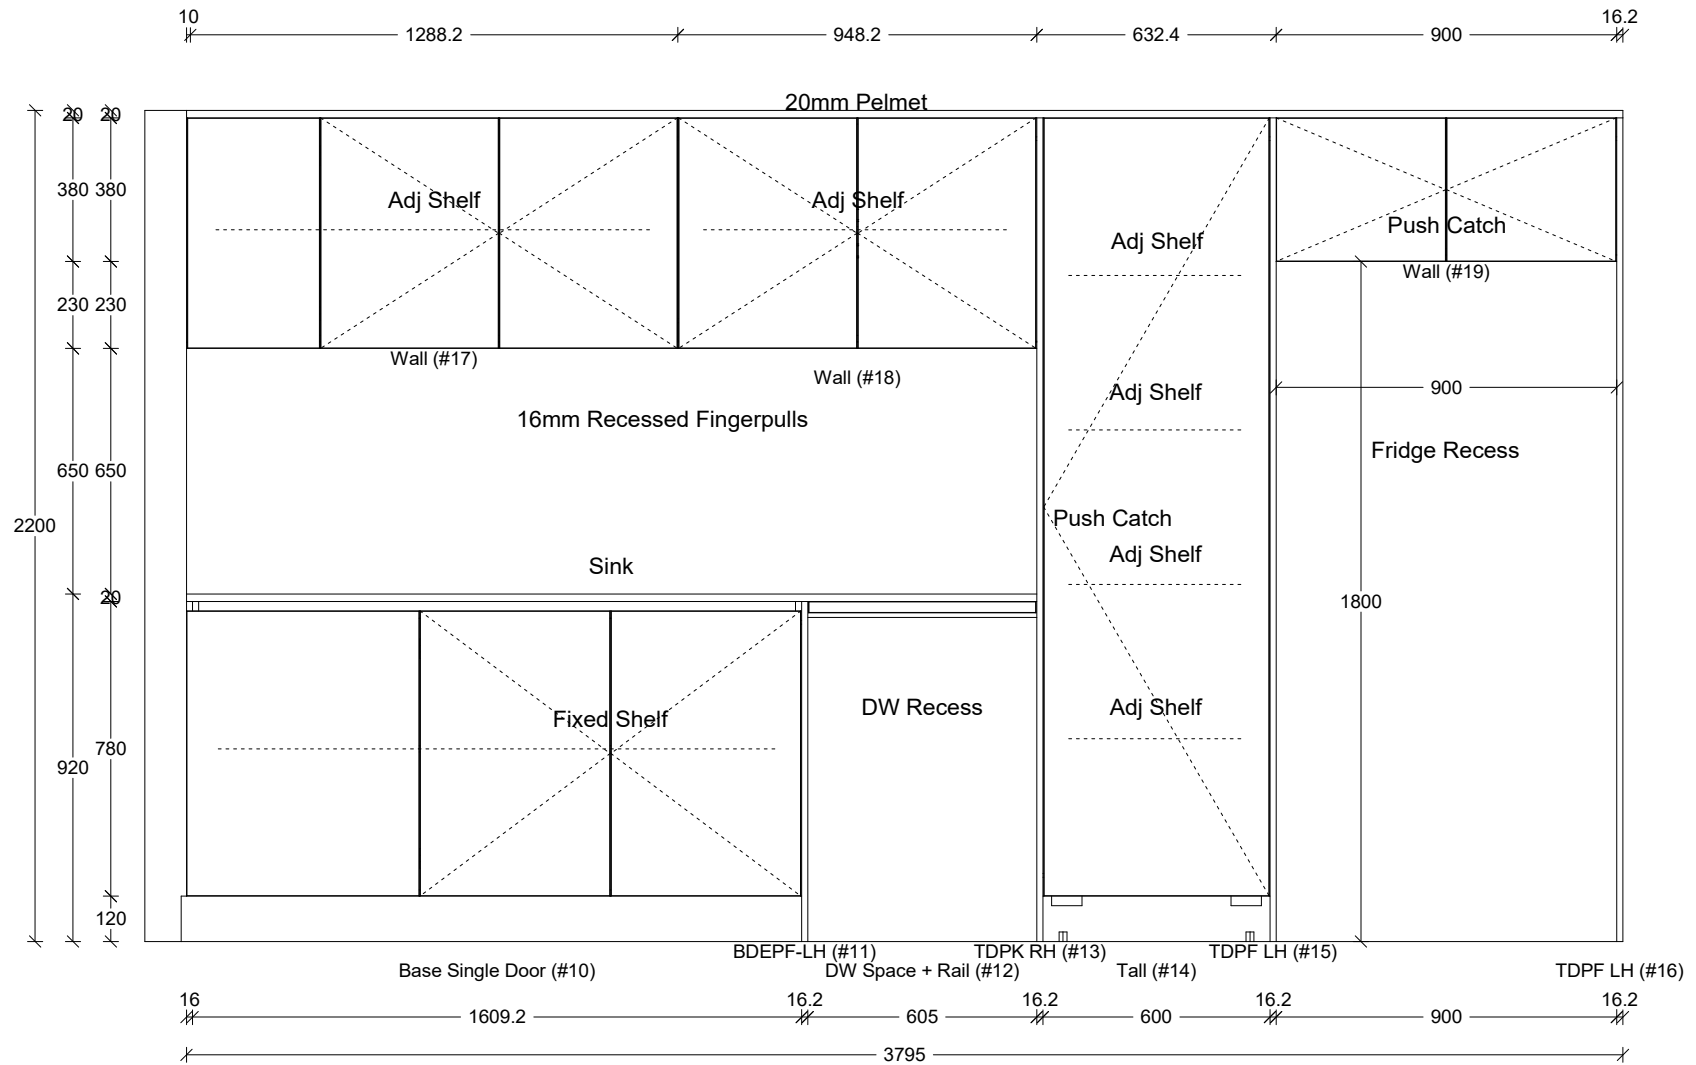 10
16.2
1288.2
948.2
632.4
900
20mm Pelmet
20
20
380
380
Adj Shelf
Adj Shelf
Push Catch
Adj Shelf
Wall (#19)
230
230
Wall (#17)
Wall (#18)
Adj Shelf
900
16mm Recessed Fingerpulls
Fridge Recess
650
650
2200
Push Catch
Adj Shelf
Sink
20
1800
DW Recess
Adj Shelf
Fixed Shelf
780
920
120
BDEPF-LH (#11)
TDPK RH (#13)
TDPF LH (#15)
Base Single Door (#10)
DW Space + Rail (#12)
Tall (#14)
TDPF LH (#16)
16
16.2
16.2
16.2
16.2
1609.2
605
600
900
3795